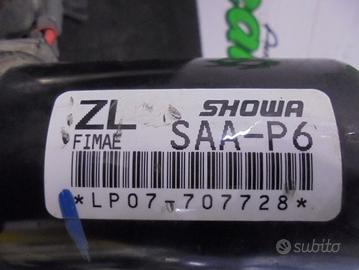 ZL SHOWA
FIMAE SAA-P6
*LP07-707728*
subito